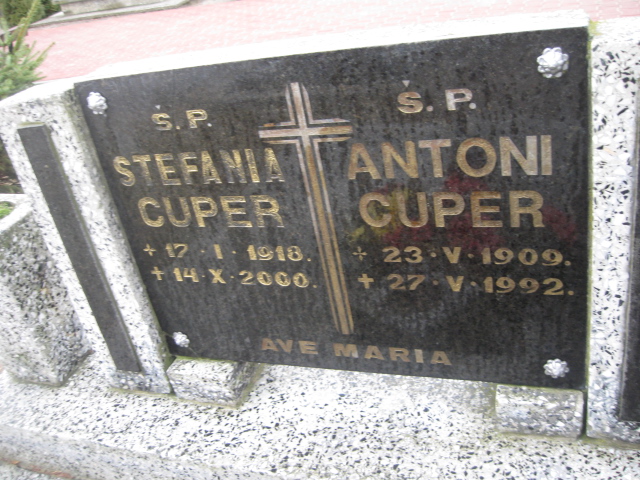 Ś.P.
STEFANIA
CUPER
+ 17 · I · 1918.
+ 14 · X · 2000.
Ś.P.
ANTONI
CUPER
+ 23 · V · 1909.
+ 27 · V · 1992.
AVE MARIA